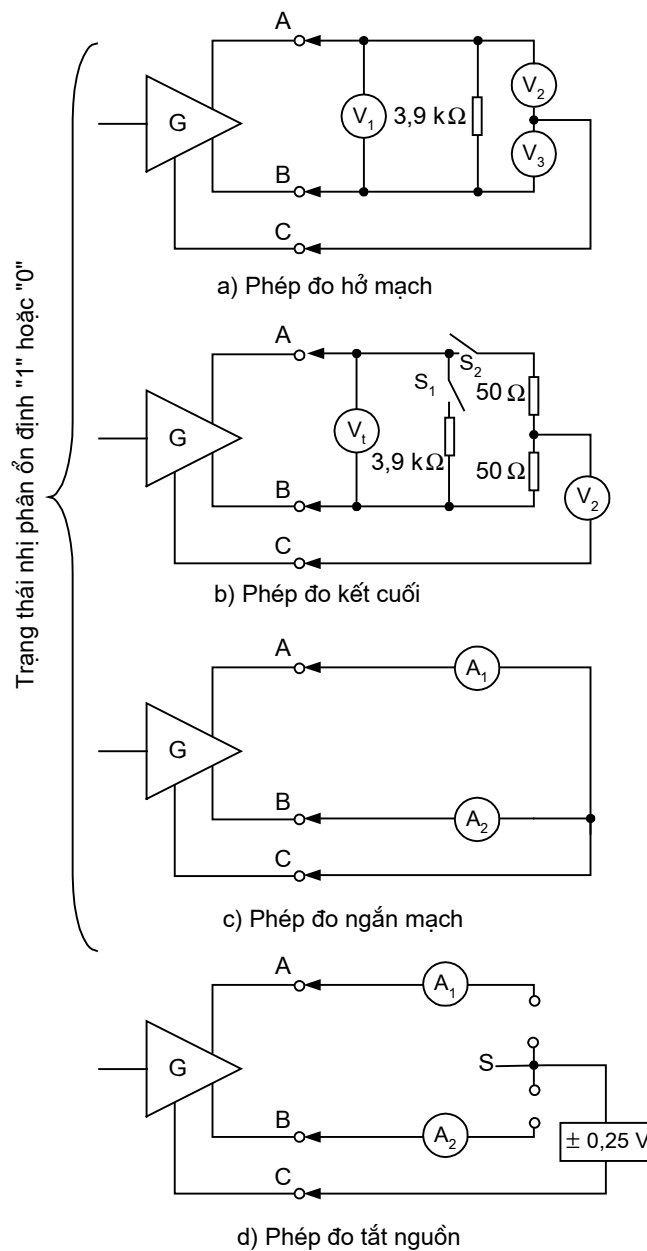 Trạng thái nhị phân ổn định "1" hoặc "0"
A
G
V1
3,9 kΩ
V2
V3
B
C
a) Phép đo hở mạch
A
S2
S1
50 Ω
G
Vt
3,9 kΩ
50 Ω
B
V2
C
b) Phép đo kết cuối
A
A1
G
B
A2
C
c) Phép đo ngắn mạch
A
A1
G
S
B
A2
± 0,25 V
C
d) Phép đo tắt nguồn